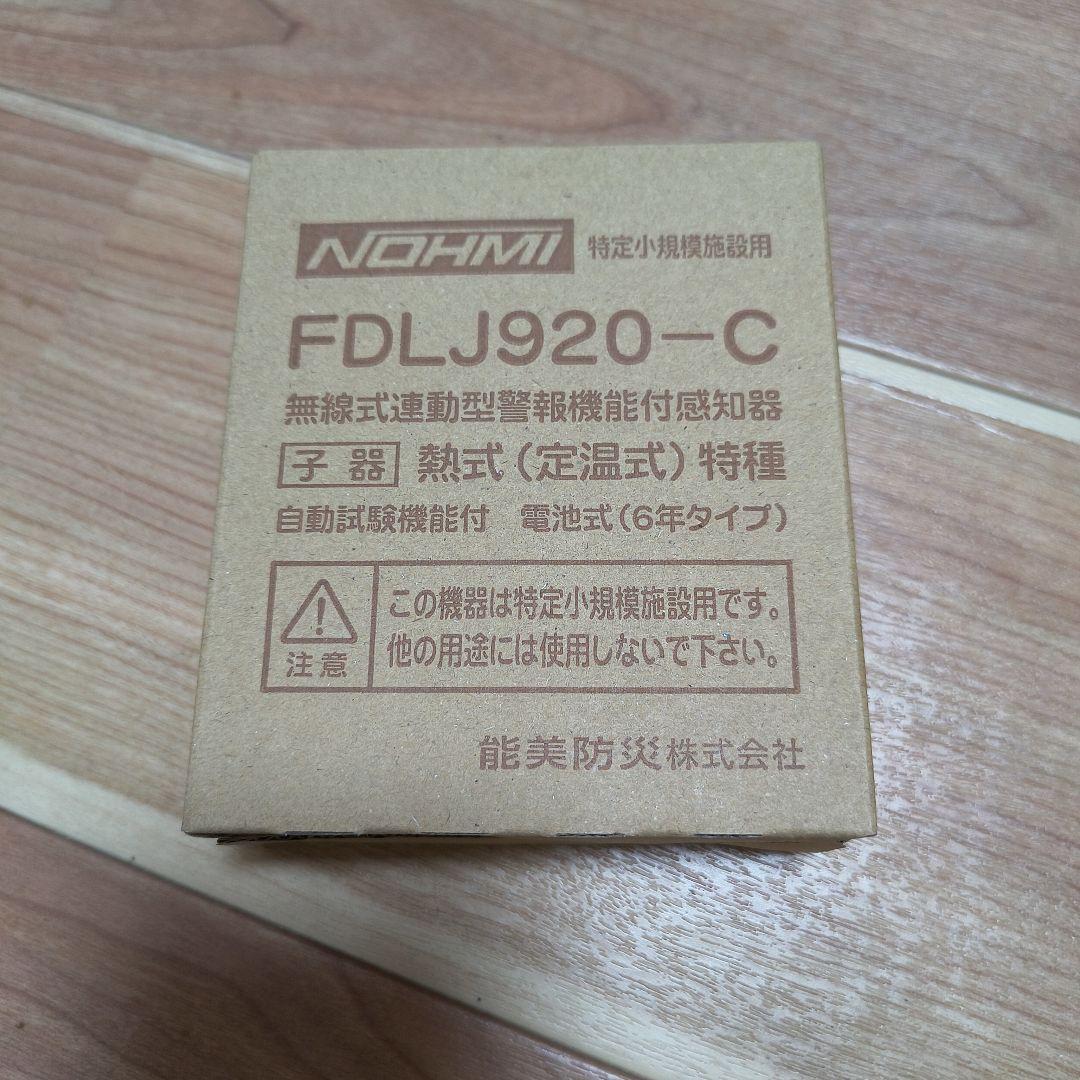 NOHMI 特定小規模施設用
FDLJ920-C
無線式連動型警報機能付感知器
子器 熱式(定温式)特種
自動試験機能付 電池式(6年タイプ)
この機器は特定小規模施設用です。
他の用途には使用しないで下さい。
注意
能美防災株式会社